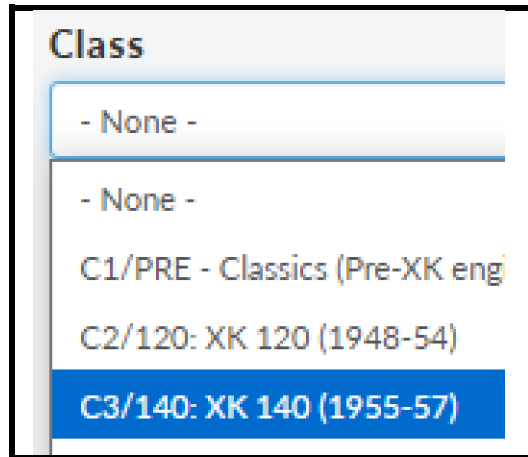 Class
- None -
- None -
C1/PRE - Classics (Pre-XK engi
C2/120: XK 120 (1948-54)
C3/140: XK 140 (1955-57)